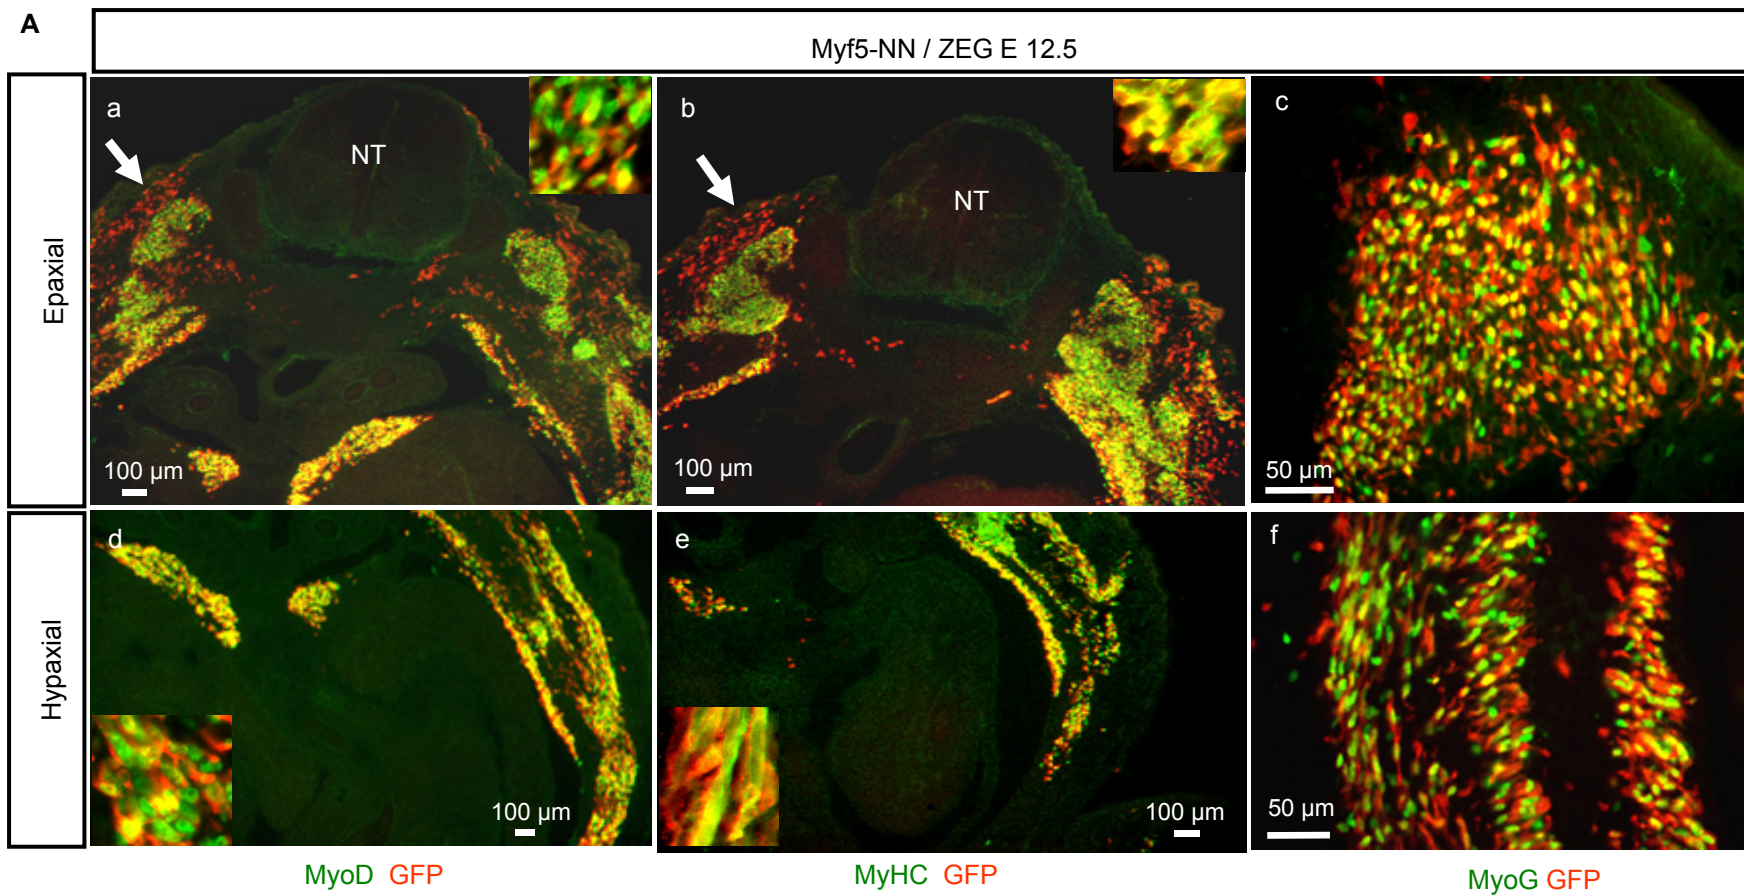 A
Myf5-NN / ZEG E 12.5
Epaxial
a
NT
100 µm
b
NT
100 µm
c
50 µm
Hypaxial
d
100 µm
e
100 µm
f
50 µm
MyoD GFP
MyHC GFP
MyoG GFP